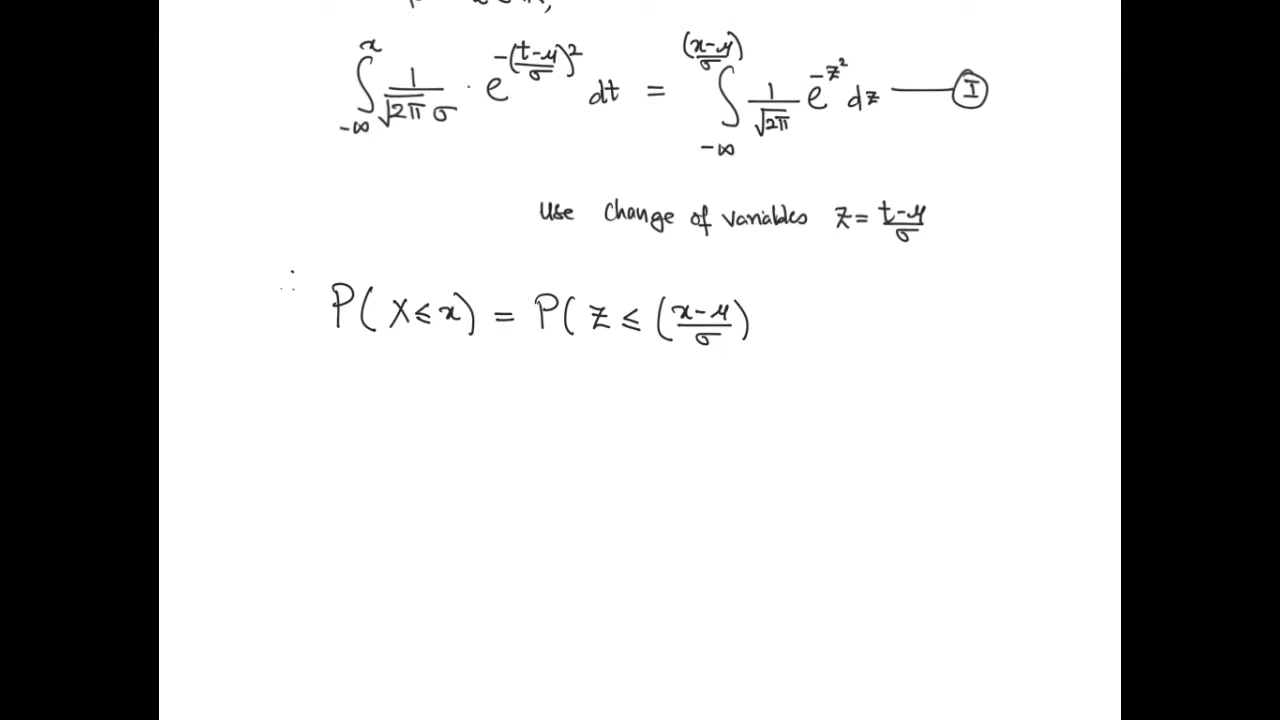 ∫_{-∞}^{x} 1/(√2π σ) · e^{-((t-μ)/σ)^2} dt = ∫_{-∞}^{((x-μ)/σ)} 1/√2π e^{-z^2} dz —— Ⓘ
Use change of variables z = (t-μ)/σ
∴ P( X ≤ x ) = P( Z ≤ ((x-μ)/σ)